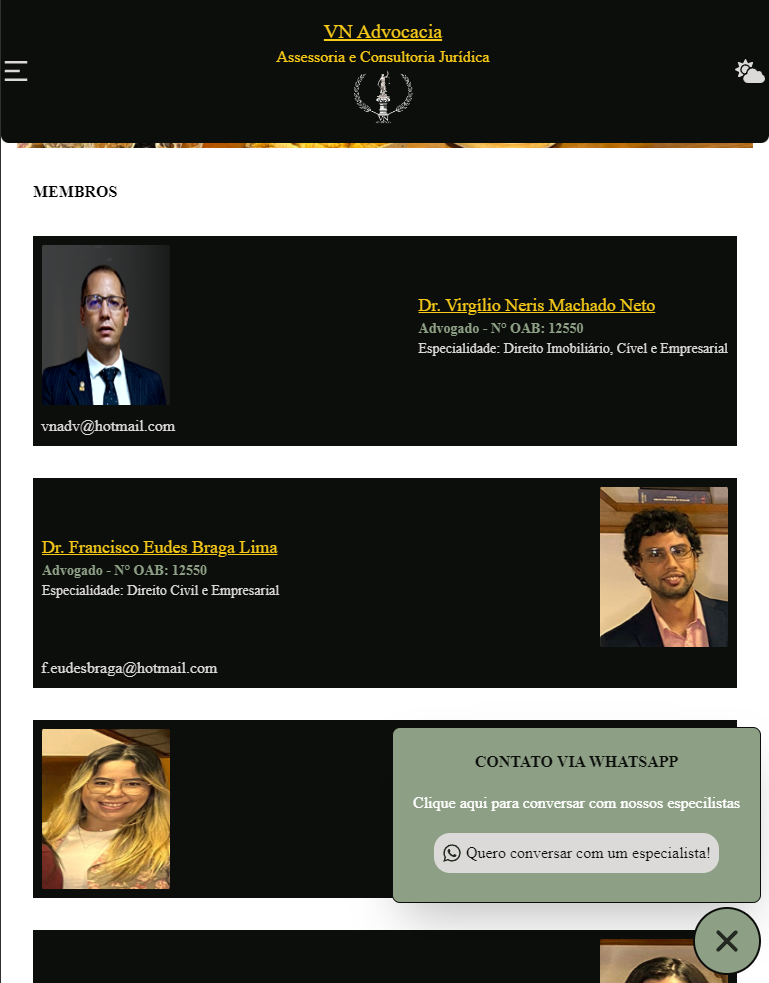 VN Advocacia
Assessoria e Consultoria Jurídica
VN
MEMBROS
Dr. Virgílio Neris Machado Neto
Advogado - N° OAB: 12550
Especialidade: Direito Imobiliário, Cível e Empresarial
vnadv@hotmail.com
Dr. Francisco Eudes Braga Lima
Advogado - N° OAB: 12550
Especialidade: Direito Civil e Empresarial
f.eudesbraga@hotmail.com
CONTATO VIA WHATSAPP
Clique aqui para conversar com nossos especilistas
Quero conversar com um especialista!